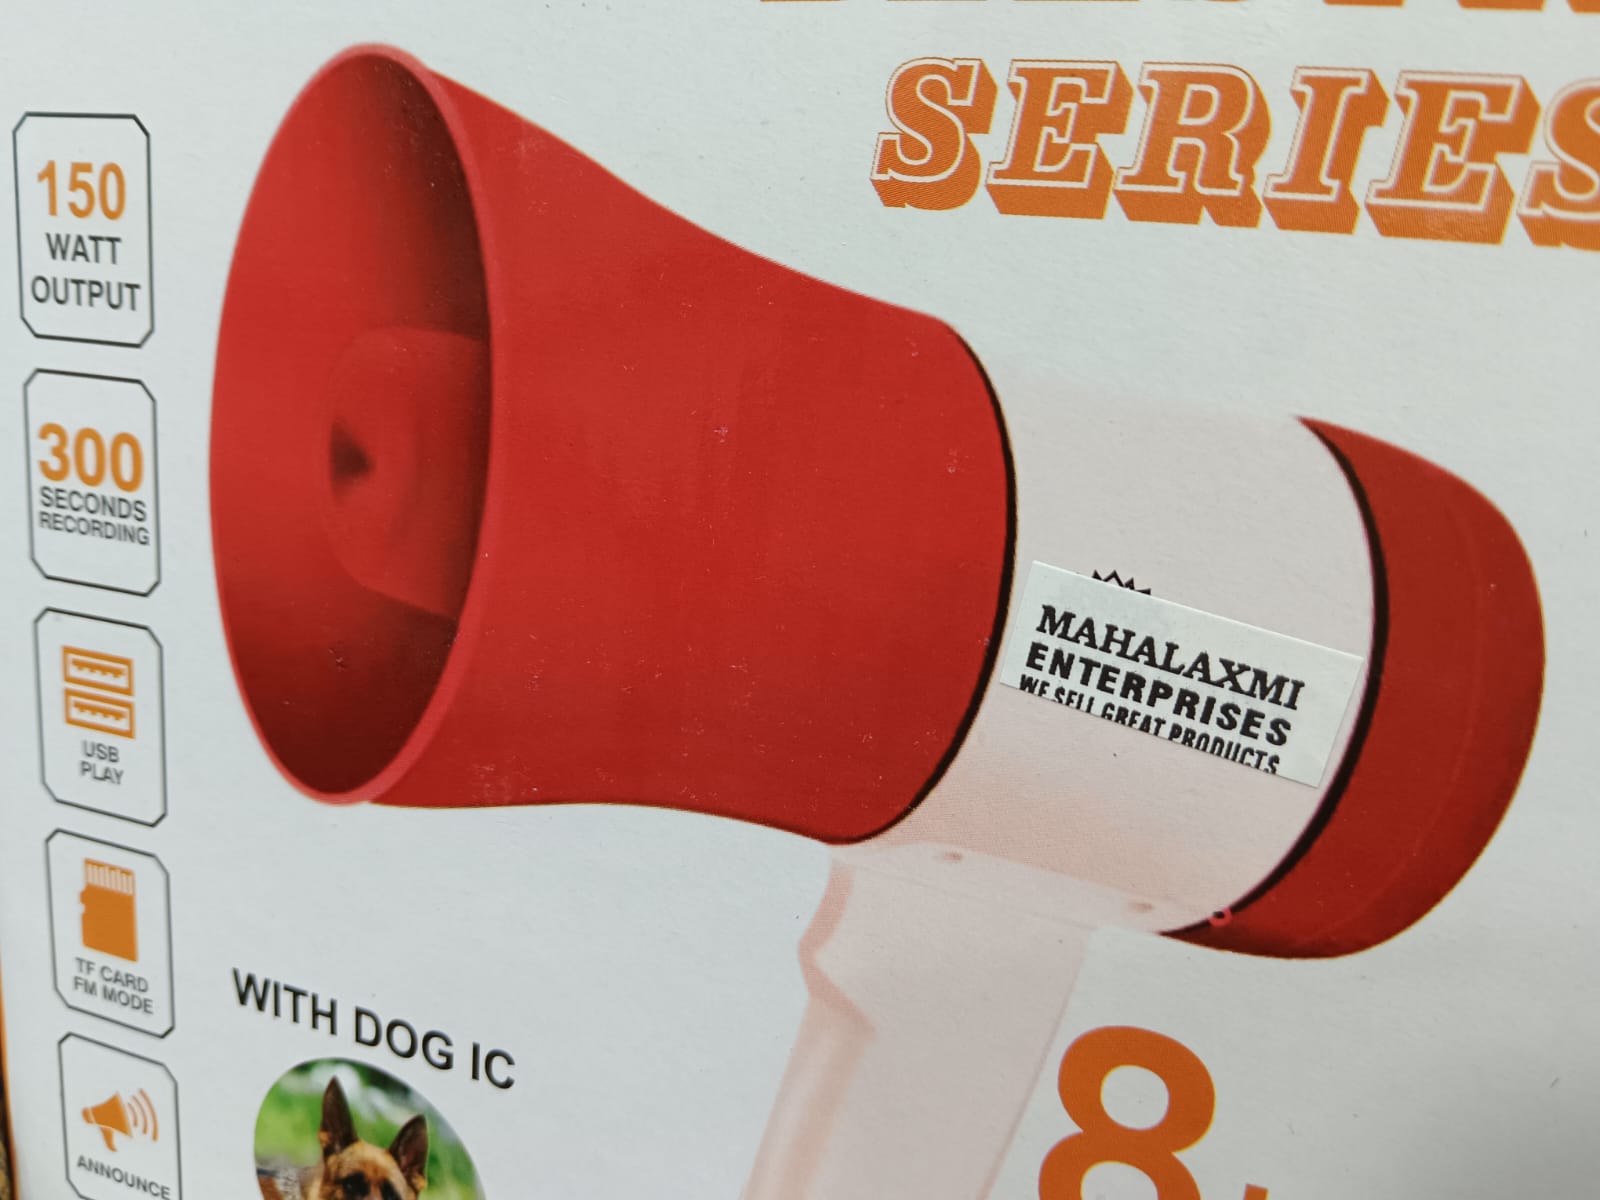 SERIES
150
WATT
OUTPUT
300
SECONDS
RECORDING
USB
PLAY
TF CARD
FM MODE
ANNOUNCE
MAHALAXMI
ENTERPRISES
WE SELL GREAT PRODUCTS
WITH DOG IC
8